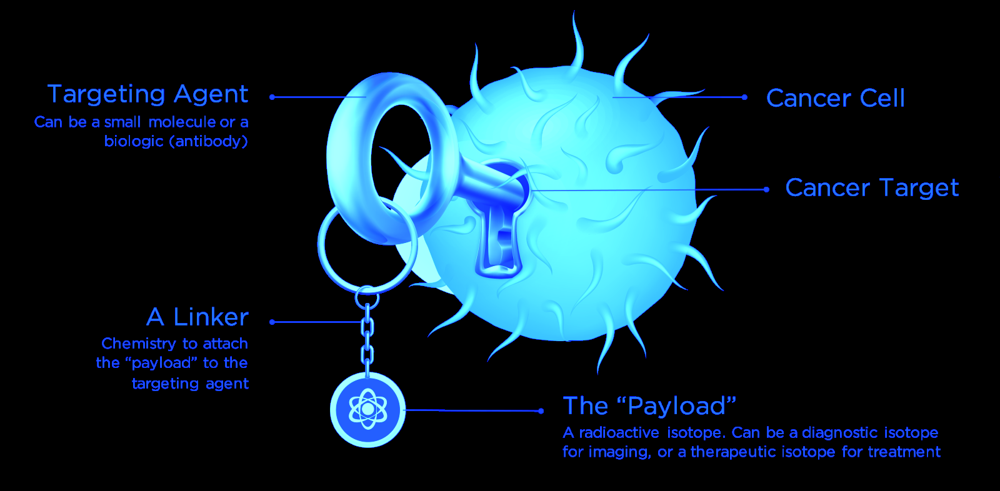 Targeting Agent
Can be a small molecule or a
biologic (antibody)
Cancer Cell
Cancer Target
A Linker
Chemistry to attach
the “payload” to the
targeting agent
The “Payload”
A radioactive isotope. Can be a diagnostic isotope
for imaging, or a therapeutic isotope for treatment